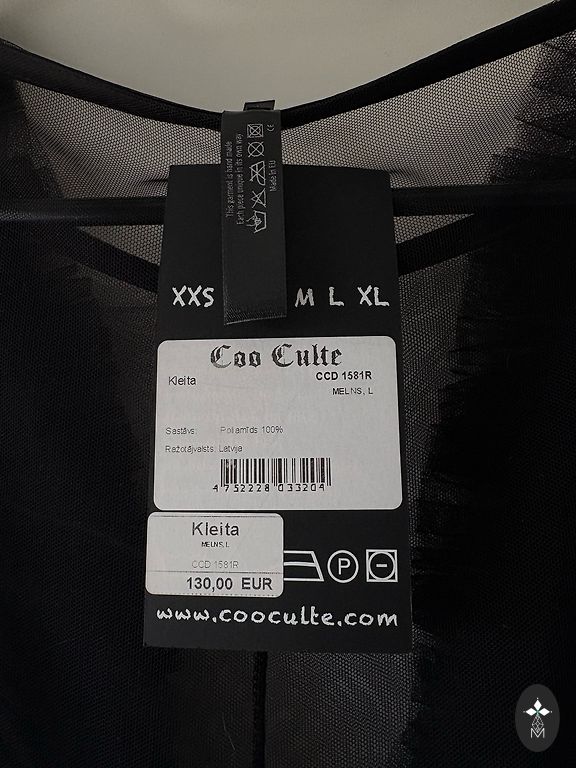 This garment is hand made
Each piece unique in its own way
Made in EU
CE
XXS M L XL
Coo Culte
Kleita CCD 1581R
MELNS, L
Sastāvs: Poliamīds 100%
Ražotājvalsts: Latvija
4 752228 033204
Kleita
MELNS, L
CCD 1581R
130,00 EUR
P
www.cooculte.com
M